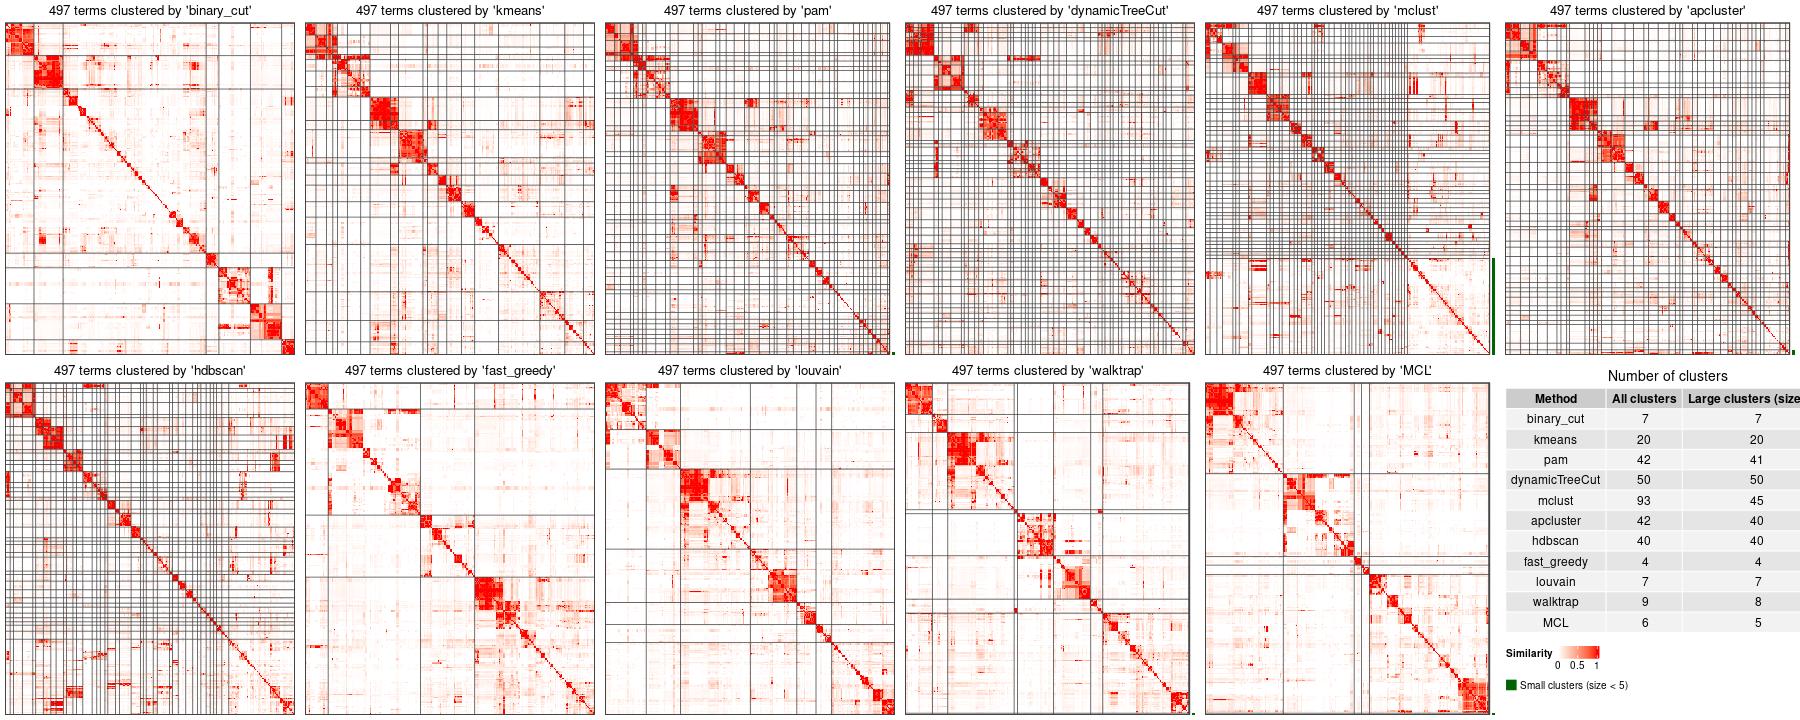 497 terms clustered by 'binary_cut'
497 terms clustered by 'kmeans'
497 terms clustered by 'pam'
497 terms clustered by 'dynamicTreeCut'
497 terms clustered by 'mclust'
497 terms clustered by 'apcluster'
497 terms clustered by 'hdbscan'
497 terms clustered by 'fast_greedy'
497 terms clustered by 'louvain'
497 terms clustered by 'walktrap'
497 terms clustered by 'MCL'
Number of clusters
Method All clusters Large clusters (size
binary_cut 7 7
kmeans 20 20
pam 42 41
dynamicTreeCut 50 50
mclust 93 45
apcluster 42 40
hdbscan 40 40
fast_greedy 4 4
louvain 7 7
walktrap 9 8
MCL 6 5
Similarity
0 0.5 1
Small clusters (size < 5)